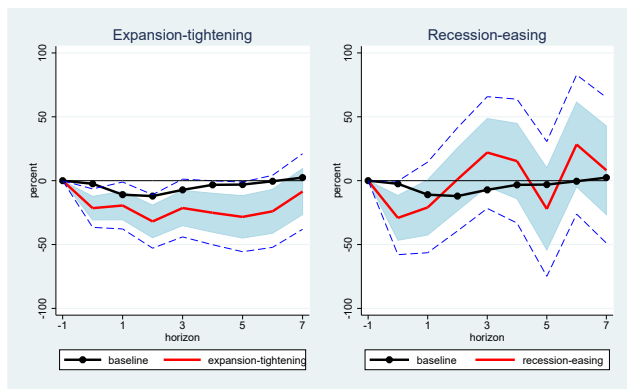 Expansion-tightening
Recession-easing
100
50
0
-50
-100
percent
-1 1 3 5 7
horizon
baseline expansion-tightening
100
50
0
-50
-100
percent
-1 1 3 5 7
horizon
baseline recession-easing